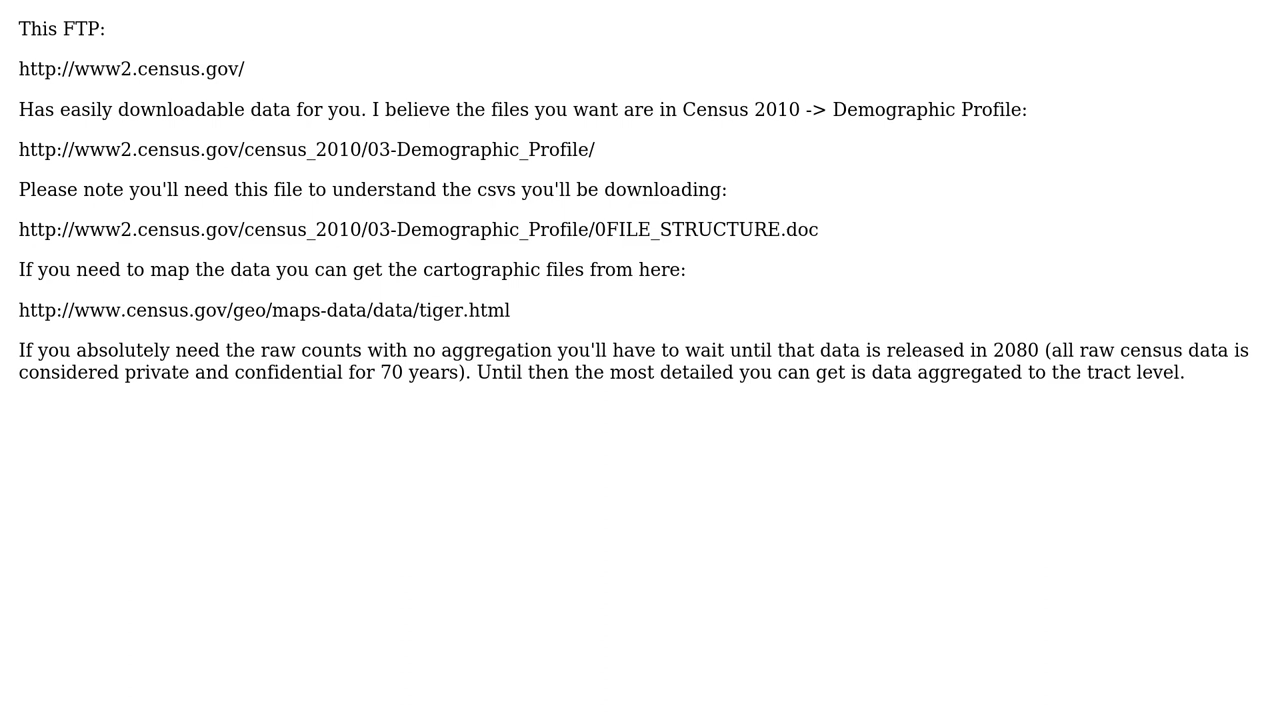 This FTP:
http://www2.census.gov/
Has easily downloadable data for you. I believe the files you want are in Census 2010 -> Demographic Profile:
http://www2.census.gov/census_2010/03-Demographic_Profile/
Please note you'll need this file to understand the csvs you'll be downloading:
http://www2.census.gov/census_2010/03-Demographic_Profile/0FILE_STRUCTURE.doc
If you need to map the data you can get the cartographic files from here:
http://www.census.gov/geo/maps-data/data/tiger.html
If you absolutely need the raw counts with no aggregation you'll have to wait until that data is released in 2080 (all raw census data is
considered private and confidential for 70 years). Until then the most detailed you can get is data aggregated to the tract level.